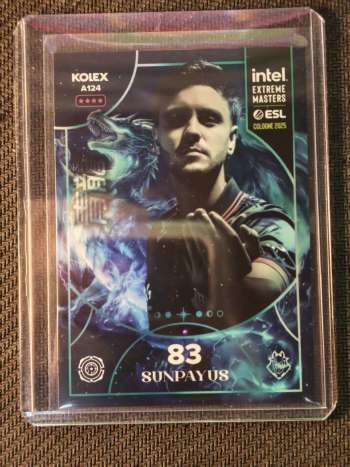 KOLEX
A124
intel
EXTREME
MASTERS
ESL
COLOGNE 2025
83
SUNPAYUS